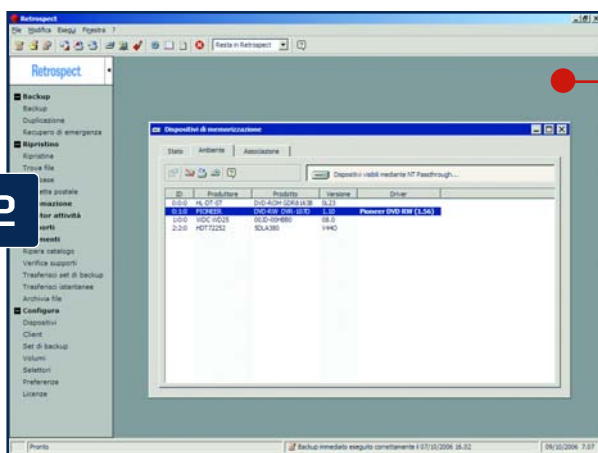 Retrospect
File Modifica Esegui Finestra ?
Resta in Retrospect
Retrospect
Backup
Backup
Duplicazione
Recupero di emergenza
Ripristino
Ripristina
Trova file
2
Dispositivi di memorizzazione
Stato Ambiente Associazione
Dispositivi visibili mediante NT Passthrough...
ID Produttore Prodotto Versione Driver
0:0:0 HL-DT-ST DVD-ROM GDR8163B 0L23
0:1:0 PIONEER DVD-RW DVR-107D 1.10 Pioneer DVD RW (1.56)
1:0:0 WDC WD25 00JD-00HBB0 08.0
2:2:0 HDT72252 5DLA380 V44O
Ripara catalogo
Verifica supporti
Trasferisci set di backup
Trasferisci istantanee
Archivia file
Configura
Dispositivi
Client
Set di backup
Volumi
Selettori
Preferenze
Licenze
Pronto
Backup immediato eseguito correttamente il 07/10/2006 16.02
09/10/2006 7.07